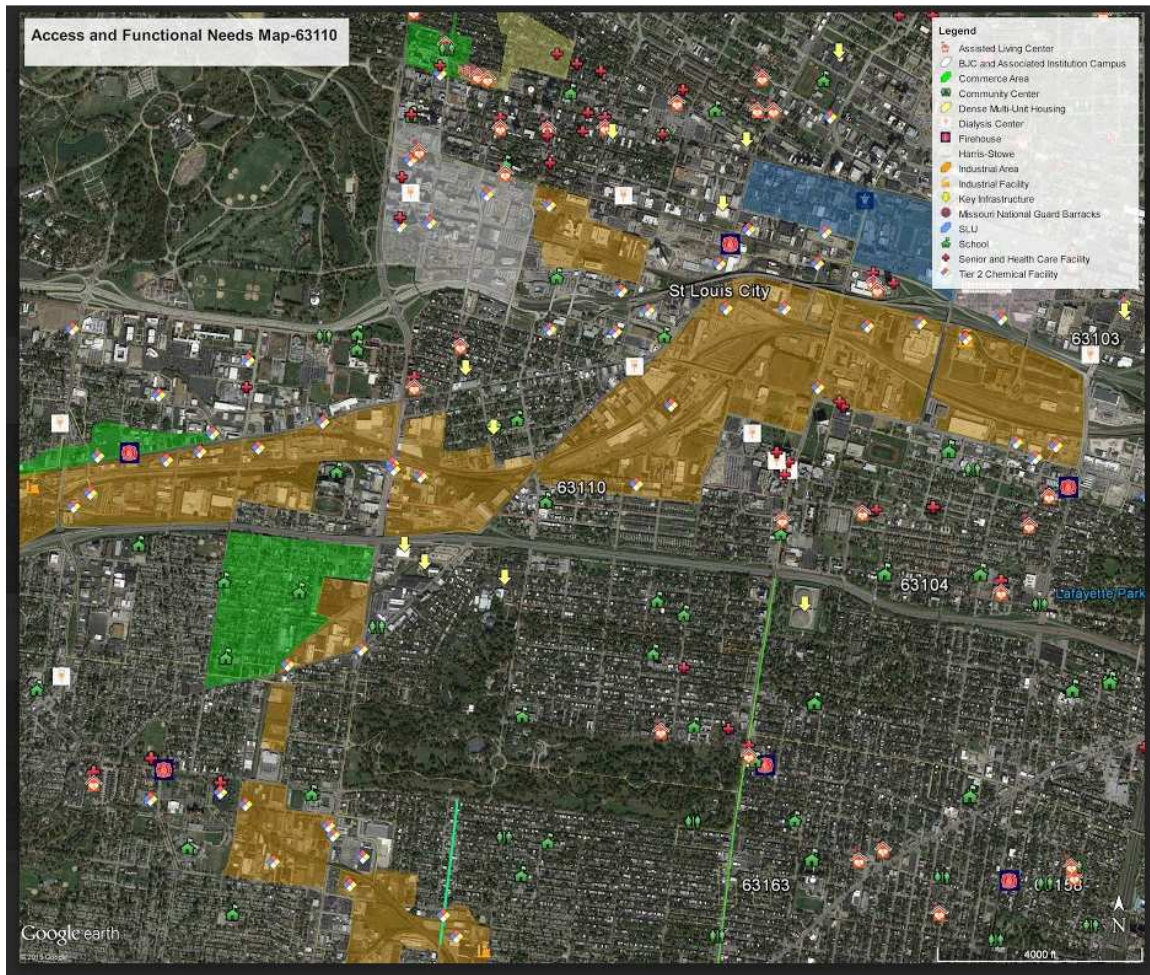 Access and Functional Needs Map-63110
Legend
Assisted Living Center
BJC and Associated Institution Campus
Commerce Area
Community Center
Dense Multi-Unit Housing
Dialysis Center
Firehouse
Harris-Stowe
Industrial Area
Industrial Facility
Key Infrastructure
Missouri National Guard Barracks
SLU
School
Senior and Health Care Facility
Tier 2 Chemical Facility
St Louis City
63103
63110
63104
Lafayette Park
63163
Google earth
N
4000 ft